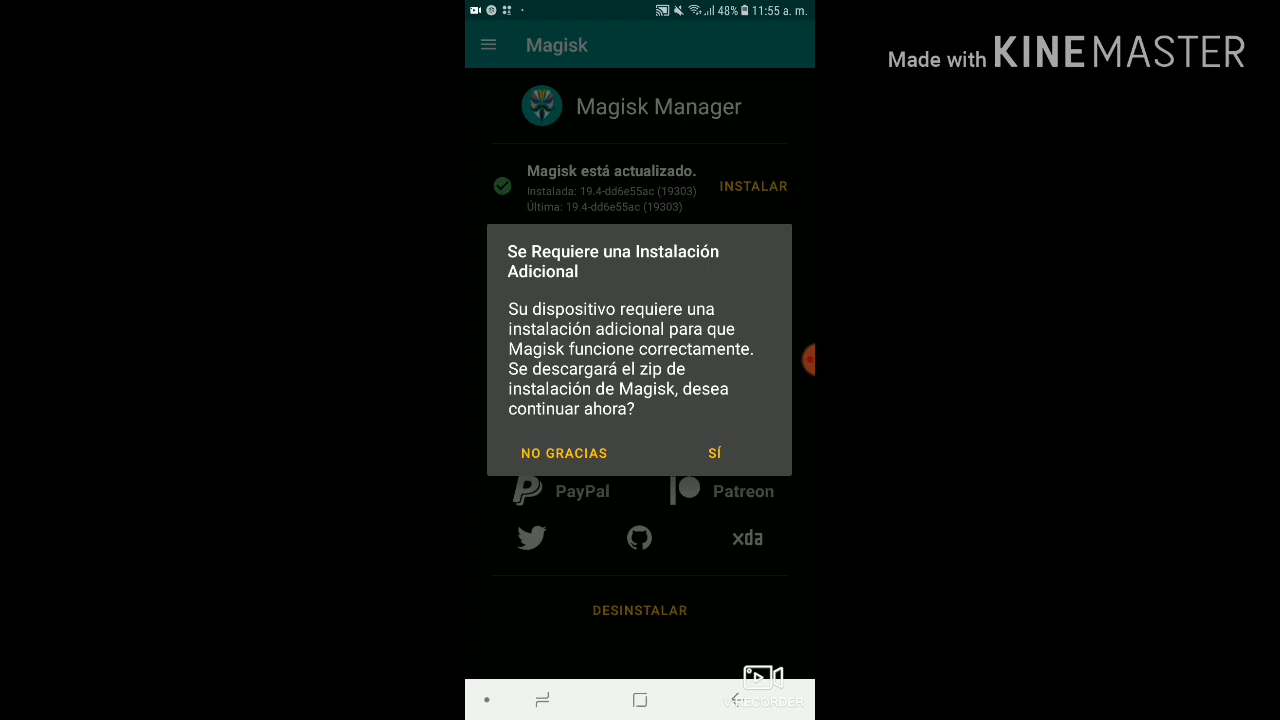 48% 11:55 a. m.
Magisk
Made with KINEMASTER
Magisk Manager
Magisk está actualizado.
Instalada: 19.4-dd6e55ac (19303)
Última: 19.4-dd6e55ac (19303)
INSTALAR
Se Requiere una Instalación
Adicional
Su dispositivo requiere una
instalación adicional para que
Magisk funcione correctamente.
Se descargará el zip de
instalación de Magisk, desea
continuar ahora?
NO GRACIAS SÍ
PayPal Patreon
xda
DESINSTALAR
V RECORDER